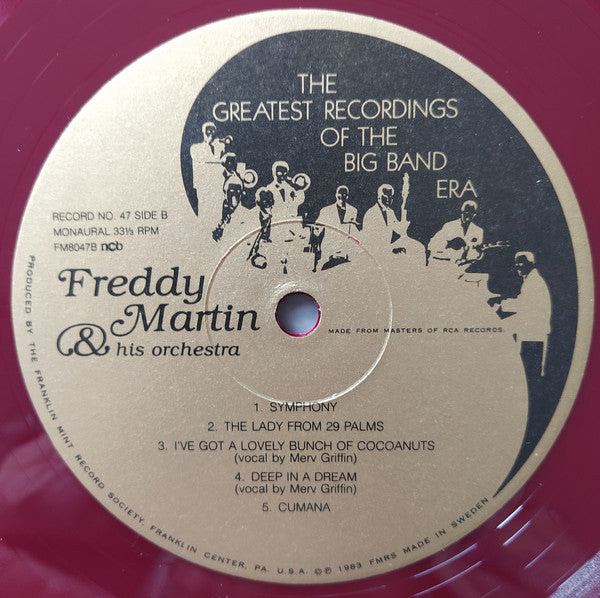 THE
GREATEST RECORDINGS
OF THE
BIG BAND
ERA
RECORD NO. 47 SIDE B
MONAURAL 33⅓ RPM
FM8047B ncb
Freddy
Martin
& his orchestra
MADE FROM MASTERS OF RCA RECORDS.
1. SYMPHONY
2. THE LADY FROM 29 PALMS
3. I'VE GOT A LOVELY BUNCH OF COCOANUTS
(vocal by Merv Griffin)
4. DEEP IN A DREAM
(vocal by Merv Griffin)
5. CUMANA
PRODUCED BY THE FRANKLIN MINT RECORD SOCIETY, FRANKLIN CENTER, PA. U.S.A. ©℗ 1983 FMRS MADE IN SWEDEN